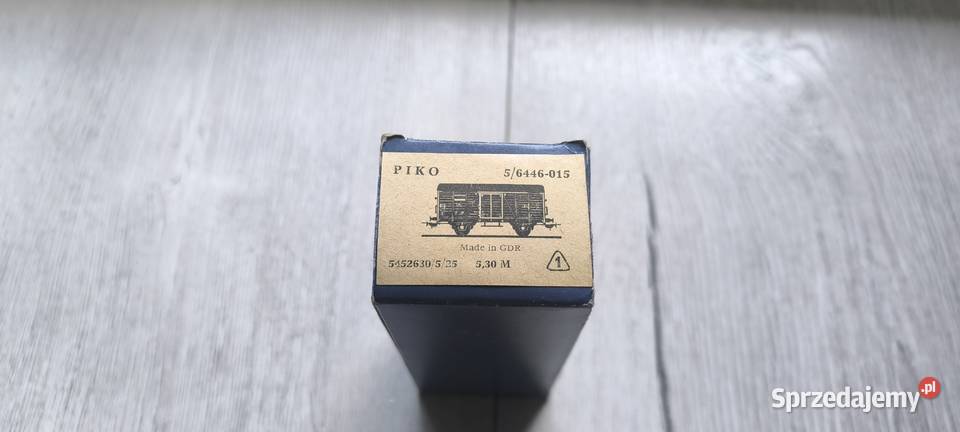 PIKO 5/6446-015
Made in GDR
5452630/5/25 5,30 M 1
Sprzedajemy.pl